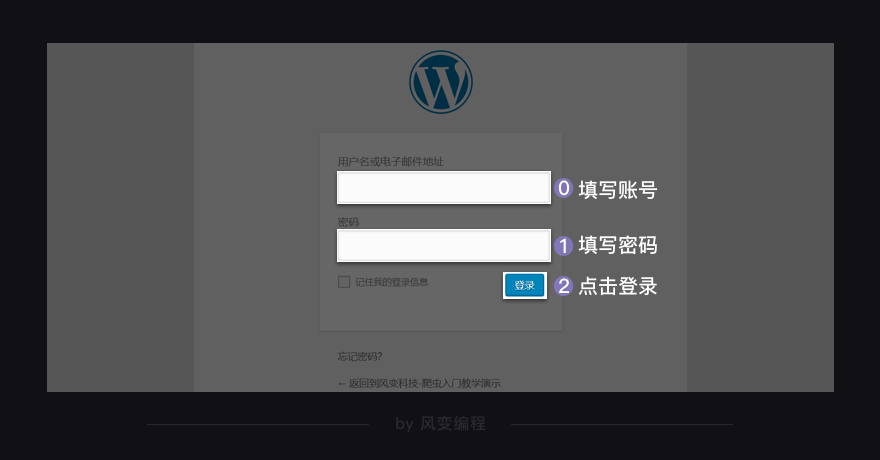 用户名或电子邮件地址
0 填写账号
密码
1 填写密码
记住我的登录信息
登录
2 点击登录
忘记密码?
← 返回到风变科技-爬虫入门教学演示
by 风变编程